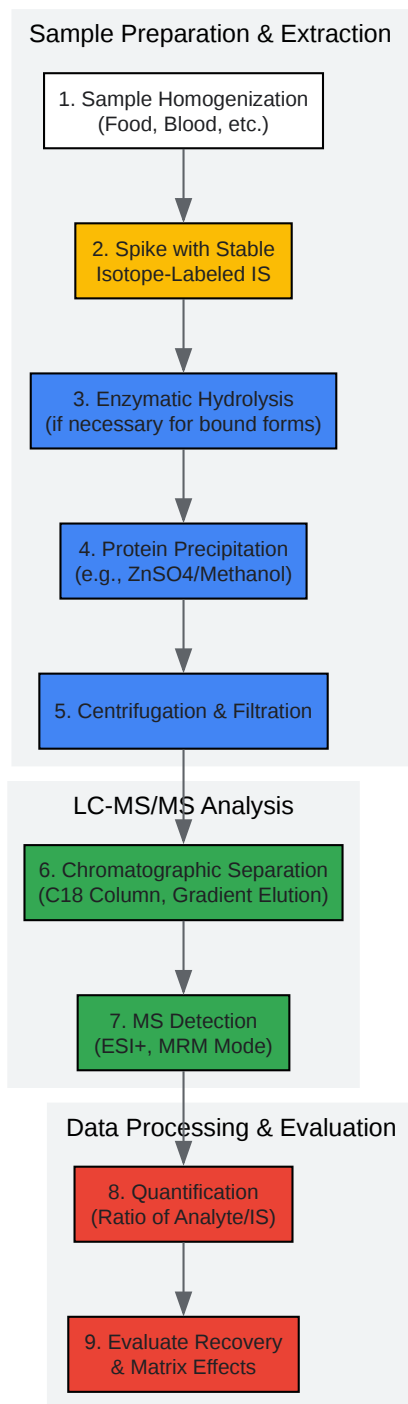 Sample Preparation & Extraction
1. Sample Homogenization
(Food, Blood, etc.)
2. Spike with Stable
Isotope-Labeled IS
3. Enzymatic Hydrolysis
(if necessary for bound forms)
4. Protein Precipitation
(e.g., ZnSO4/Methanol)
5. Centrifugation & Filtration
LC-MS/MS Analysis
6. Chromatographic Separation
(C18 Column, Gradient Elution)
7. MS Detection
(ESI+, MRM Mode)
Data Processing & Evaluation
8. Quantification
(Ratio of Analyte/IS)
9. Evaluate Recovery
& Matrix Effects